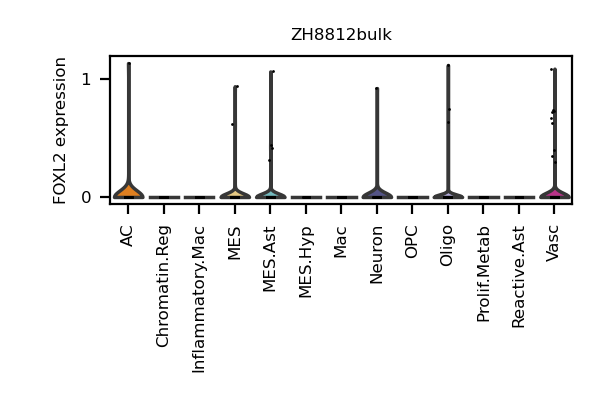 ZH8812bulk
FOXL2 expression
1
0
AC
Chromatin.Reg
Inflammatory.Mac
MES
MES.Ast
MES.Hyp
Mac
Neuron
OPC
Oligo
Prolif.Metab
Reactive.Ast
Vasc